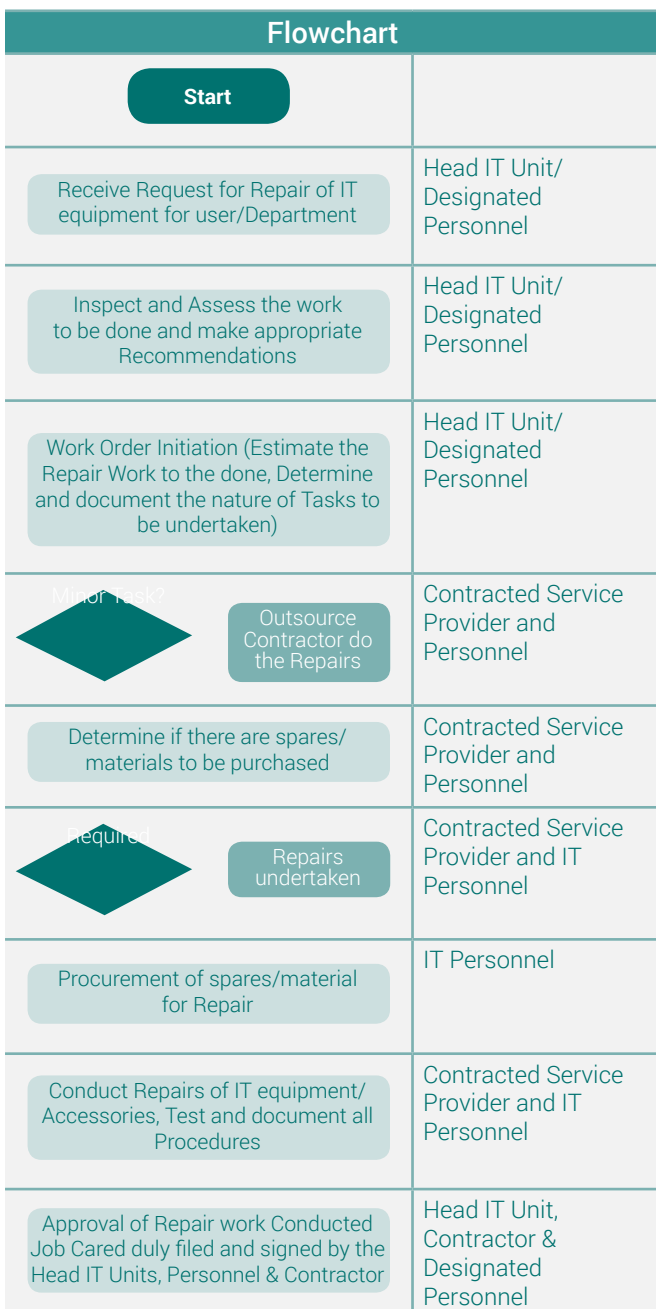 Flowchart
Start
Receive Request for Repair of IT
equipment for user/Department
Head IT Unit/
Designated
Personnel
Inspect and Assess the work
to be done and make appropriate
Recommendations
Head IT Unit/
Designated
Personnel
Work Order Initiation (Estimate the
Repair Work to the done, Determine
and document the nature of Tasks to
be undertaken)
Head IT Unit/
Designated
Personnel
Minor Task?
Outsource
Contractor do
the Repairs
Contracted Service
Provider and
Personnel
Determine if there are spares/
materials to be purchased
Contracted Service
Provider and
Personnel
Required
Repairs
undertaken
Contracted Service
Provider and IT
Personnel
Procurement of spares/material
for Repair
IT Personnel
Conduct Repairs of IT equipment/
Accessories, Test and document all
Procedures
Contracted Service
Provider and IT
Personnel
Approval of Repair work Conducted
Job Cared duly filed and signed by the
Head IT Units, Personnel & Contractor
Head IT Unit,
Contractor &
Designated
Personnel